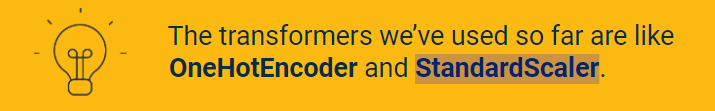 The transformers we’ve used so far are like
OneHotEncoder and StandardScaler.